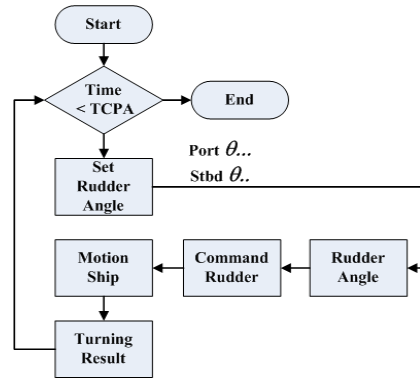 Start
Time
< TCPA
End
Set
Rudder
Angle
Port θ...
Stbd θ..
Motion
Ship
Command
Rudder
Rudder
Angle
Turning
Result